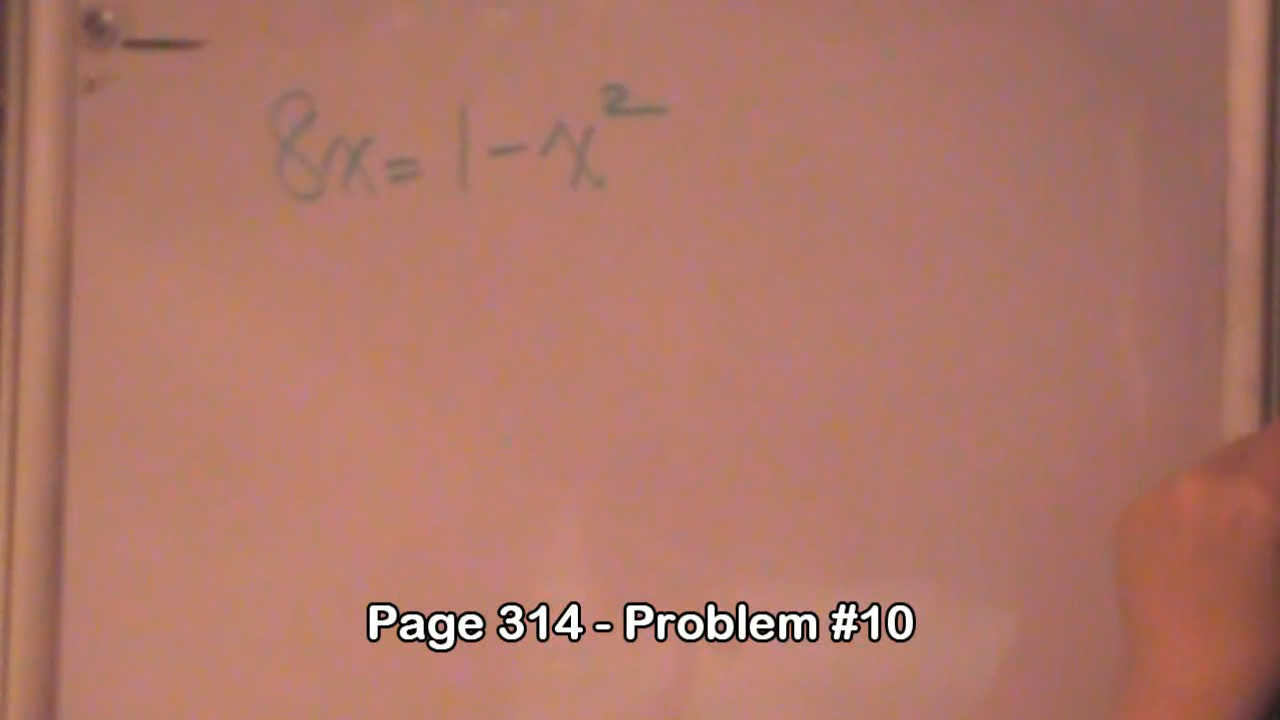 8x = 1 - x²
Page 314 - Problem #10